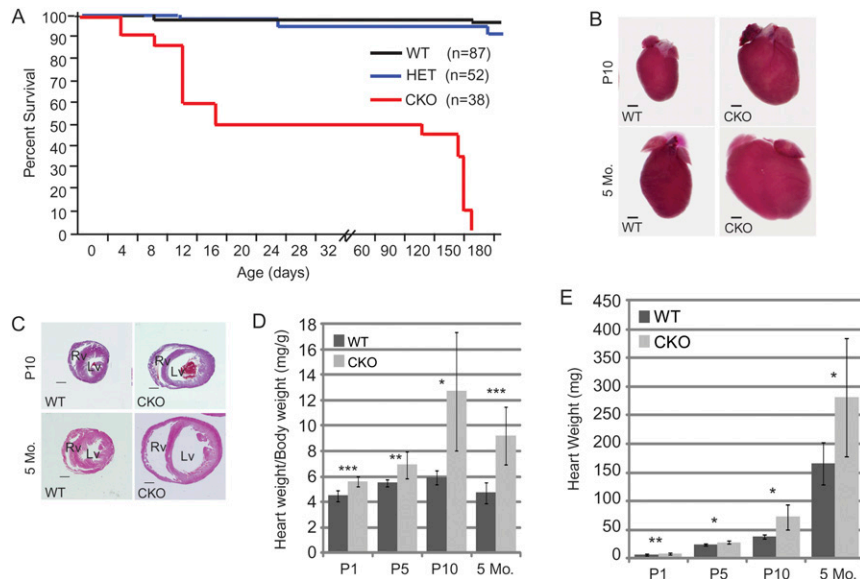 A
Percent Survival
100
90
80
70
60
50
40
30
20
10
0
WT (n=87)
HET (n=52)
CKO (n=38)
0 4 8 12 16 20 24 28 32 60 90 120 150 180
Age (days)
B
P10
WT
CKO
5 Mo.
WT
CKO
C
P10
Rv
Lv
WT
Rv
Lv
CKO
5 Mo.
Rv
Lv
WT
Rv
Lv
CKO
D
Heart weight/Body weight (mg/g)
18
16
14
12
10
8
6
4
2
0
WT
CKO
***
**
*
***
P1 P5 P10 5 Mo.
E
Heart Weight (mg)
450
400
350
300
250
200
150
100
50
0
WT
CKO
**
*
*
*
P1 P5 P10 5 Mo.